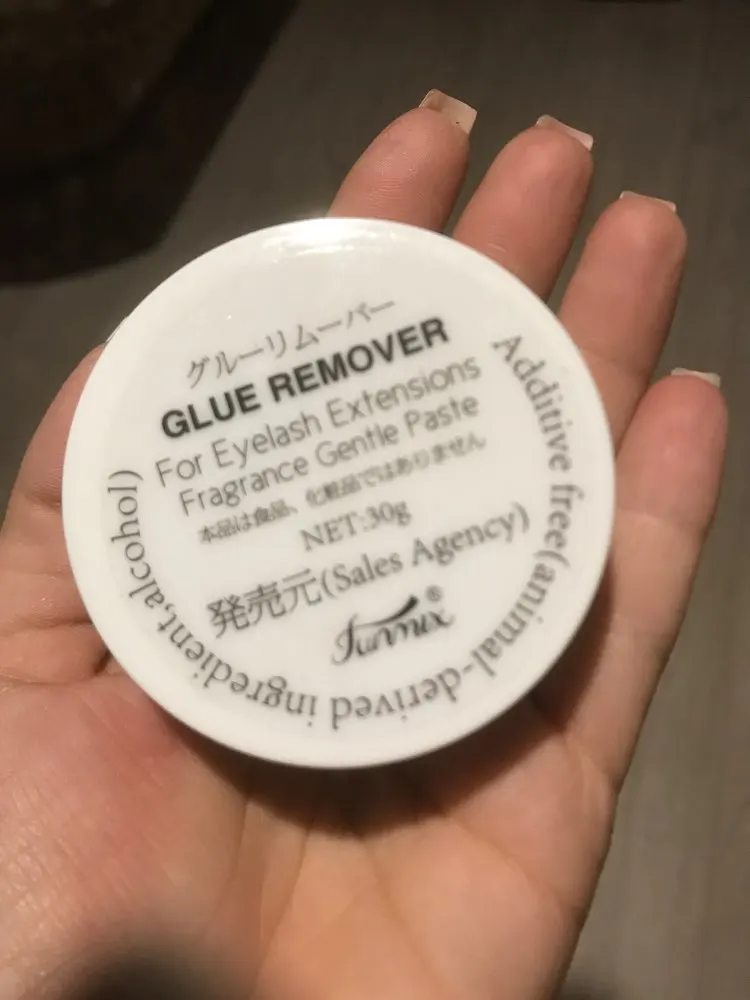 グルーリムーバー
GLUE REMOVER
For Eyelash Extensions
Fragrance Gentle Paste
本品は食品、化粧品ではありません
NET:30g
発売元(Sales Agency)
®
Additive free(animal-derived ingredient,alcohol)